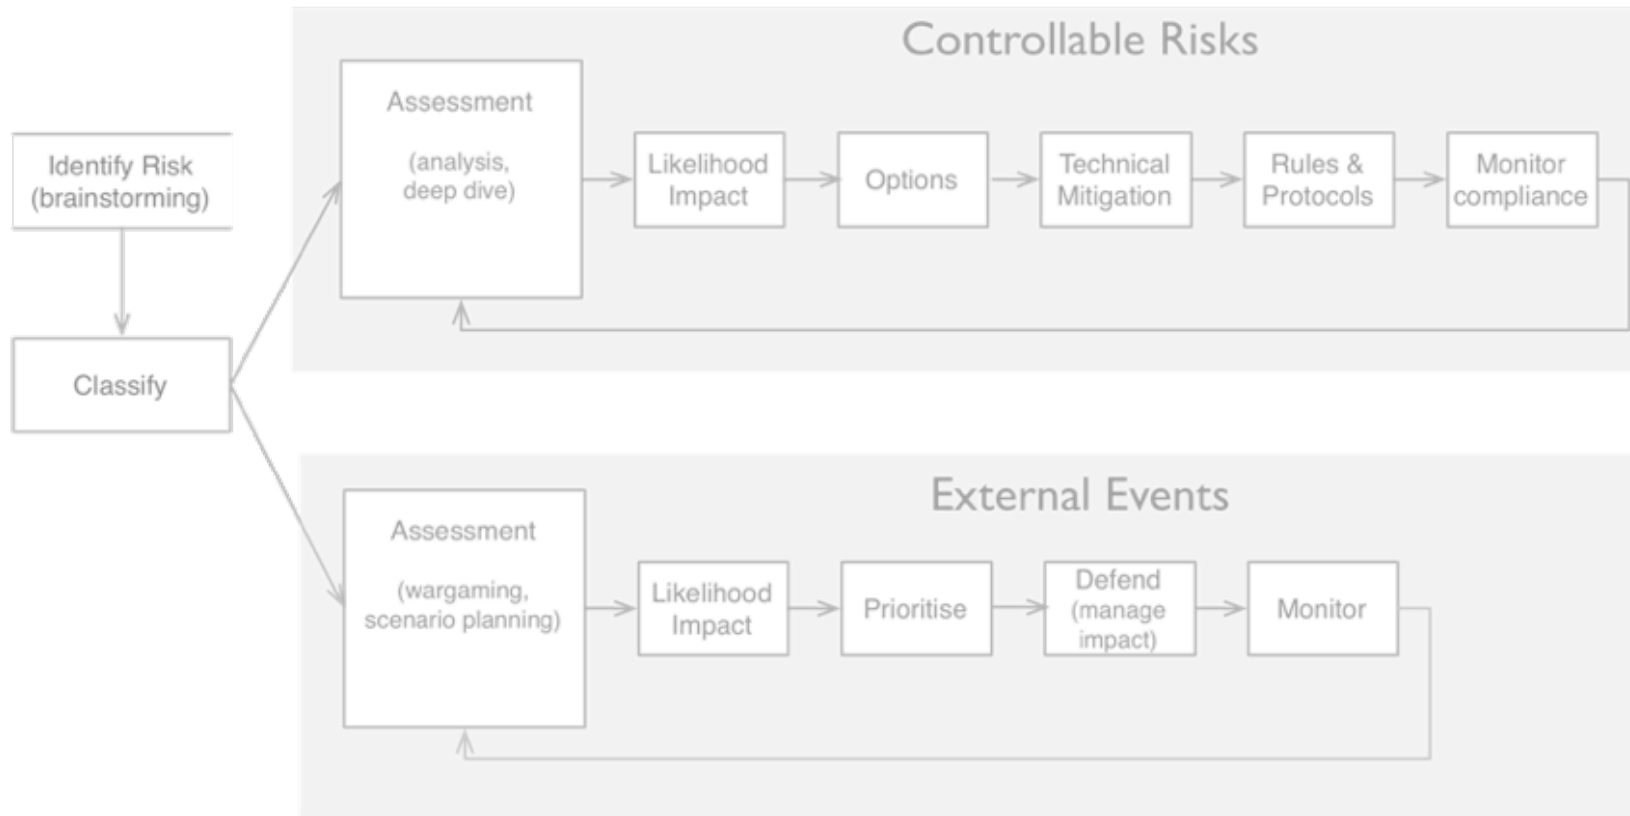 Controllable Risks
Identify Risk
(brainstorming)
Classify
Assessment
(analysis,
deep dive)
Likelihood
Impact
Options
Technical
Mitigation
Rules &
Protocols
Monitor
compliance
External Events
Assessment
(wargaming,
scenario planning)
Likelihood
Impact
Prioritise
Defend
(manage
impact)
Monitor